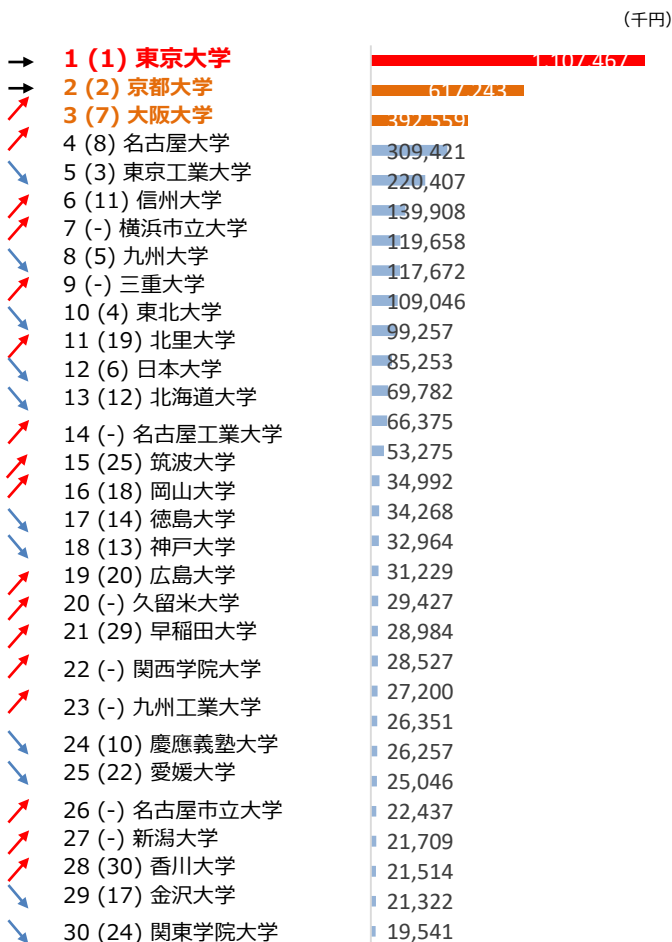 （千円）
1 (1) 東京大学 1,107,467
2 (2) 京都大学 617,243
3 (7) 大阪大学 392,559
4 (8) 名古屋大学 309,421
5 (3) 東京工業大学 220,407
6 (11) 信州大学 139,908
7 (-) 横浜市立大学 119,658
8 (5) 九州大学 117,672
9 (-) 三重大学 109,046
10 (4) 東北大学 99,257
11 (19) 北里大学 85,253
12 (6) 日本大学 69,782
13 (12) 北海道大学 66,375
14 (-) 名古屋工業大学 53,275
15 (25) 筑波大学 34,992
16 (18) 岡山大学 34,268
17 (14) 徳島大学 32,964
18 (13) 神戸大学 31,229
19 (20) 広島大学 29,427
20 (-) 久留米大学 28,984
21 (29) 早稲田大学 28,527
22 (-) 関西学院大学 27,200
23 (-) 九州工業大学 26,351
24 (10) 慶應義塾大学 26,257
25 (22) 愛媛大学 25,046
26 (-) 名古屋市立大学 22,437
27 (-) 新潟大学 21,709
28 (30) 香川大学 21,514
29 (17) 金沢大学 21,322
30 (24) 関東学院大学 19,541